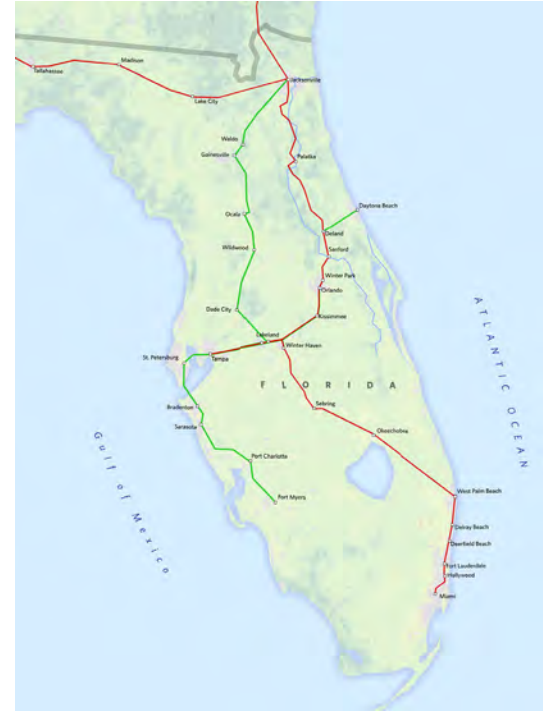 Tallahassee
Madison
Jacksonville
Lake City
Waldo
Gainesville
Palatka
Daytona Beach
Ocala
Deland
Wildwood
Sanford
Winter Park
Orlando
Dade City
Kissimmee
Lakeland
Winter Haven
St. Petersburg
Tampa
FLORIDA
Bradenton
Sebring
Sarasota
Okeechobee
Port Charlotte
Fort Myers
West Palm Beach
Delray Beach
Deerfield Beach
Fort Lauderdale
Hollywood
Miami
Gulf of Mexico
ATLANTIC OCEAN